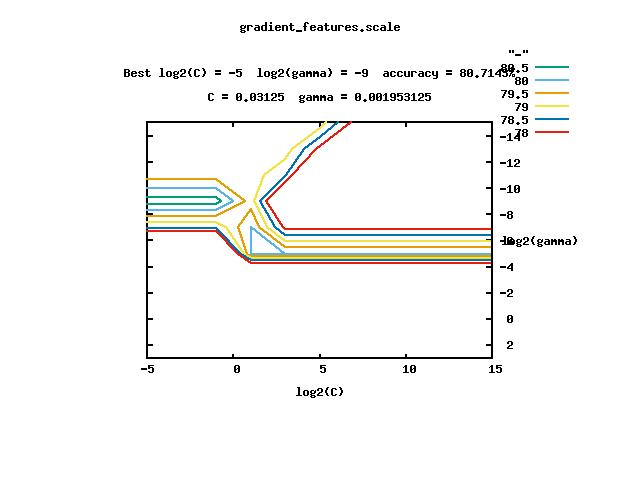 gradient_features.scale
"-"
Best log2(C) = -5  log2(gamma) = -9  accuracy = 80.7143%
80.5
80
C = 0.03125  gamma = 0.001953125
79.5
79
78.5
78
-14
-12
-10
-8
-6
log2(gamma)
-4
-2
0
2
-5 0 5 10 15
log2(C)